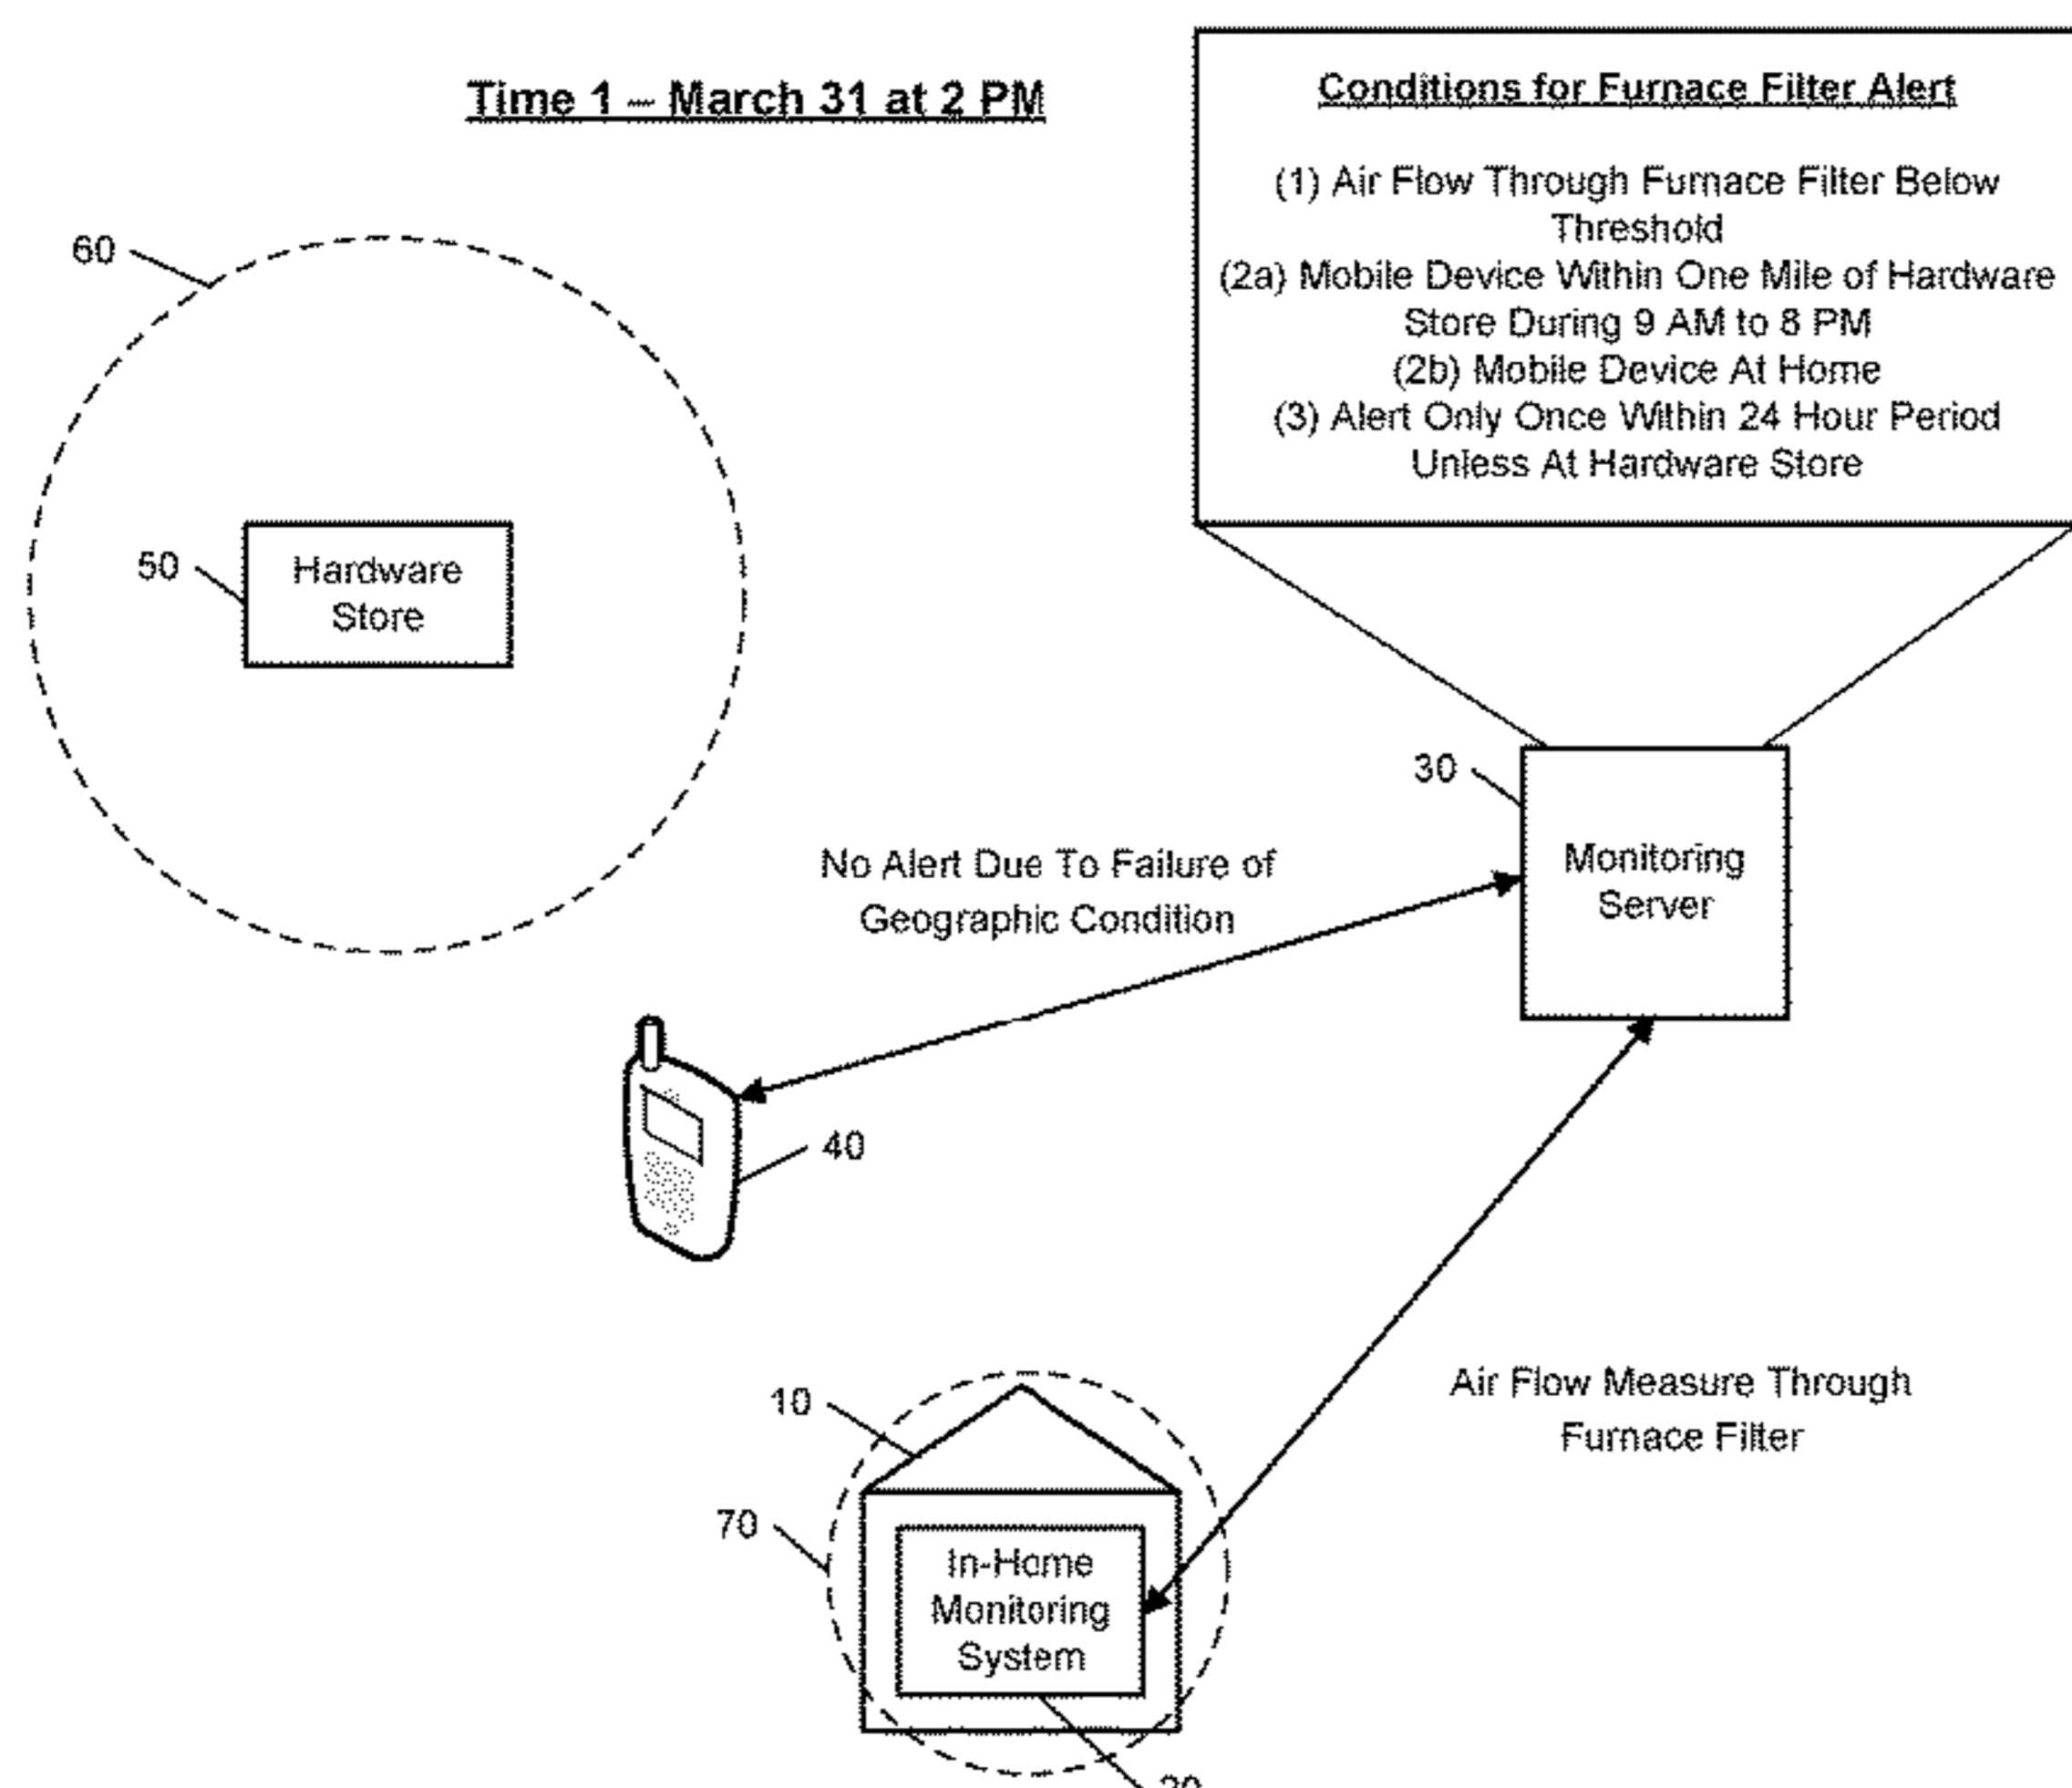 Time 1 – March 31 at 2 PM
Conditions for Furnace Filter Alert
(1) Air Flow Through Furnace Filter Below
Threshold
(2a) Mobile Device Within One Mile of Hardware
Store During 9 AM to 8 PM
(2b) Mobile Device At Home
(3) Alert Only Once Within 24 Hour Period
Unless At Hardware Store
60
50
Hardware
Store
30
Monitoring
Server
No Alert Due To Failure of
Geographic Condition
40
10
Air Flow Measure Through
Furnace Filter
70
In-Home
Monitoring
System